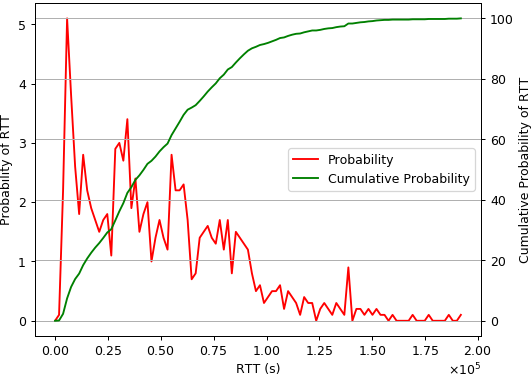 Probability of RTT
5
4
3
2
1
0
100
80
60
40
20
0
Cumulative Probability of RTT
Probability
Cumulative Probability
0.00 0.25 0.50 0.75 1.00 1.25 1.50 1.75 2.00
RTT (s)
×10⁵